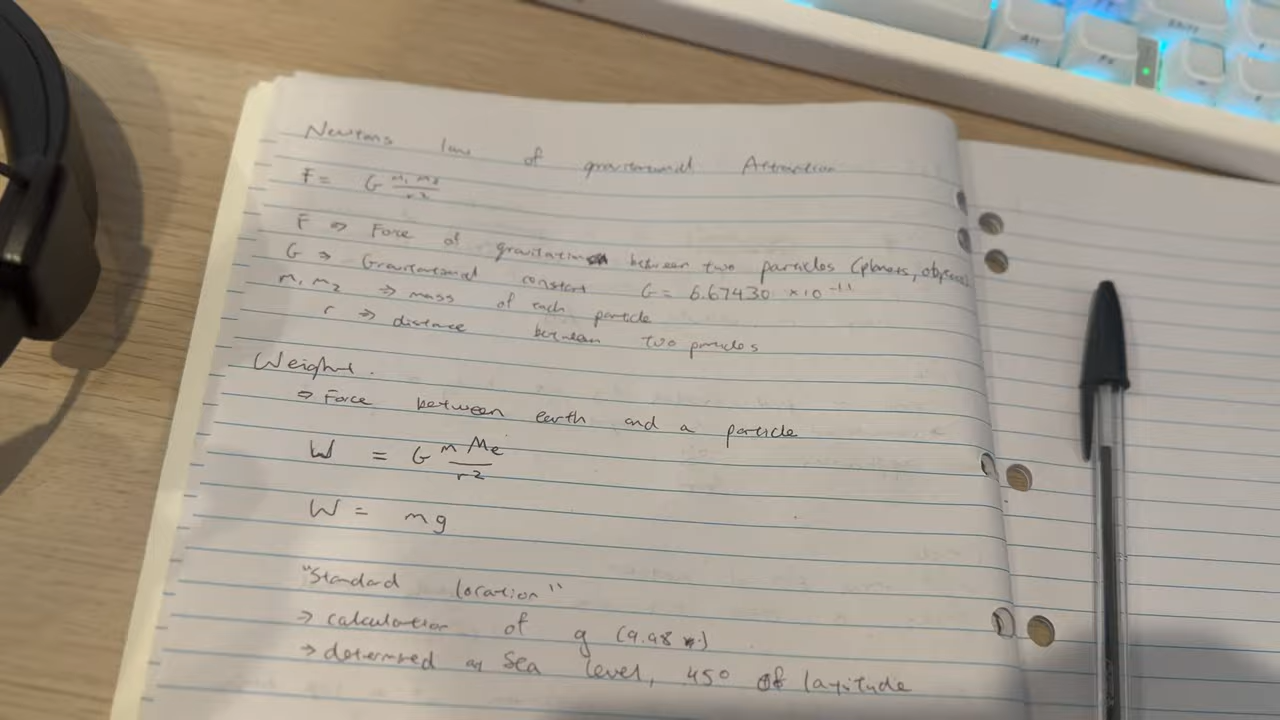 Newtons law of gravitational Attraction
F = G m1 m2 / r²
F ⇒ Force of gravitation between two particles (planets, objects)
G ⇒ Gravitational constant G = 6.67430 × 10⁻¹¹
m1 m2 ⇒ mass of each particle
r ⇒ distance between two particles
Weight.
⇒ Force between earth and a particle
W = G m Me / r²
W = mg
"Standard location"
→ calculation of g (9.98)
→ determined at sea level, 45° of latitude
Alt
Fn